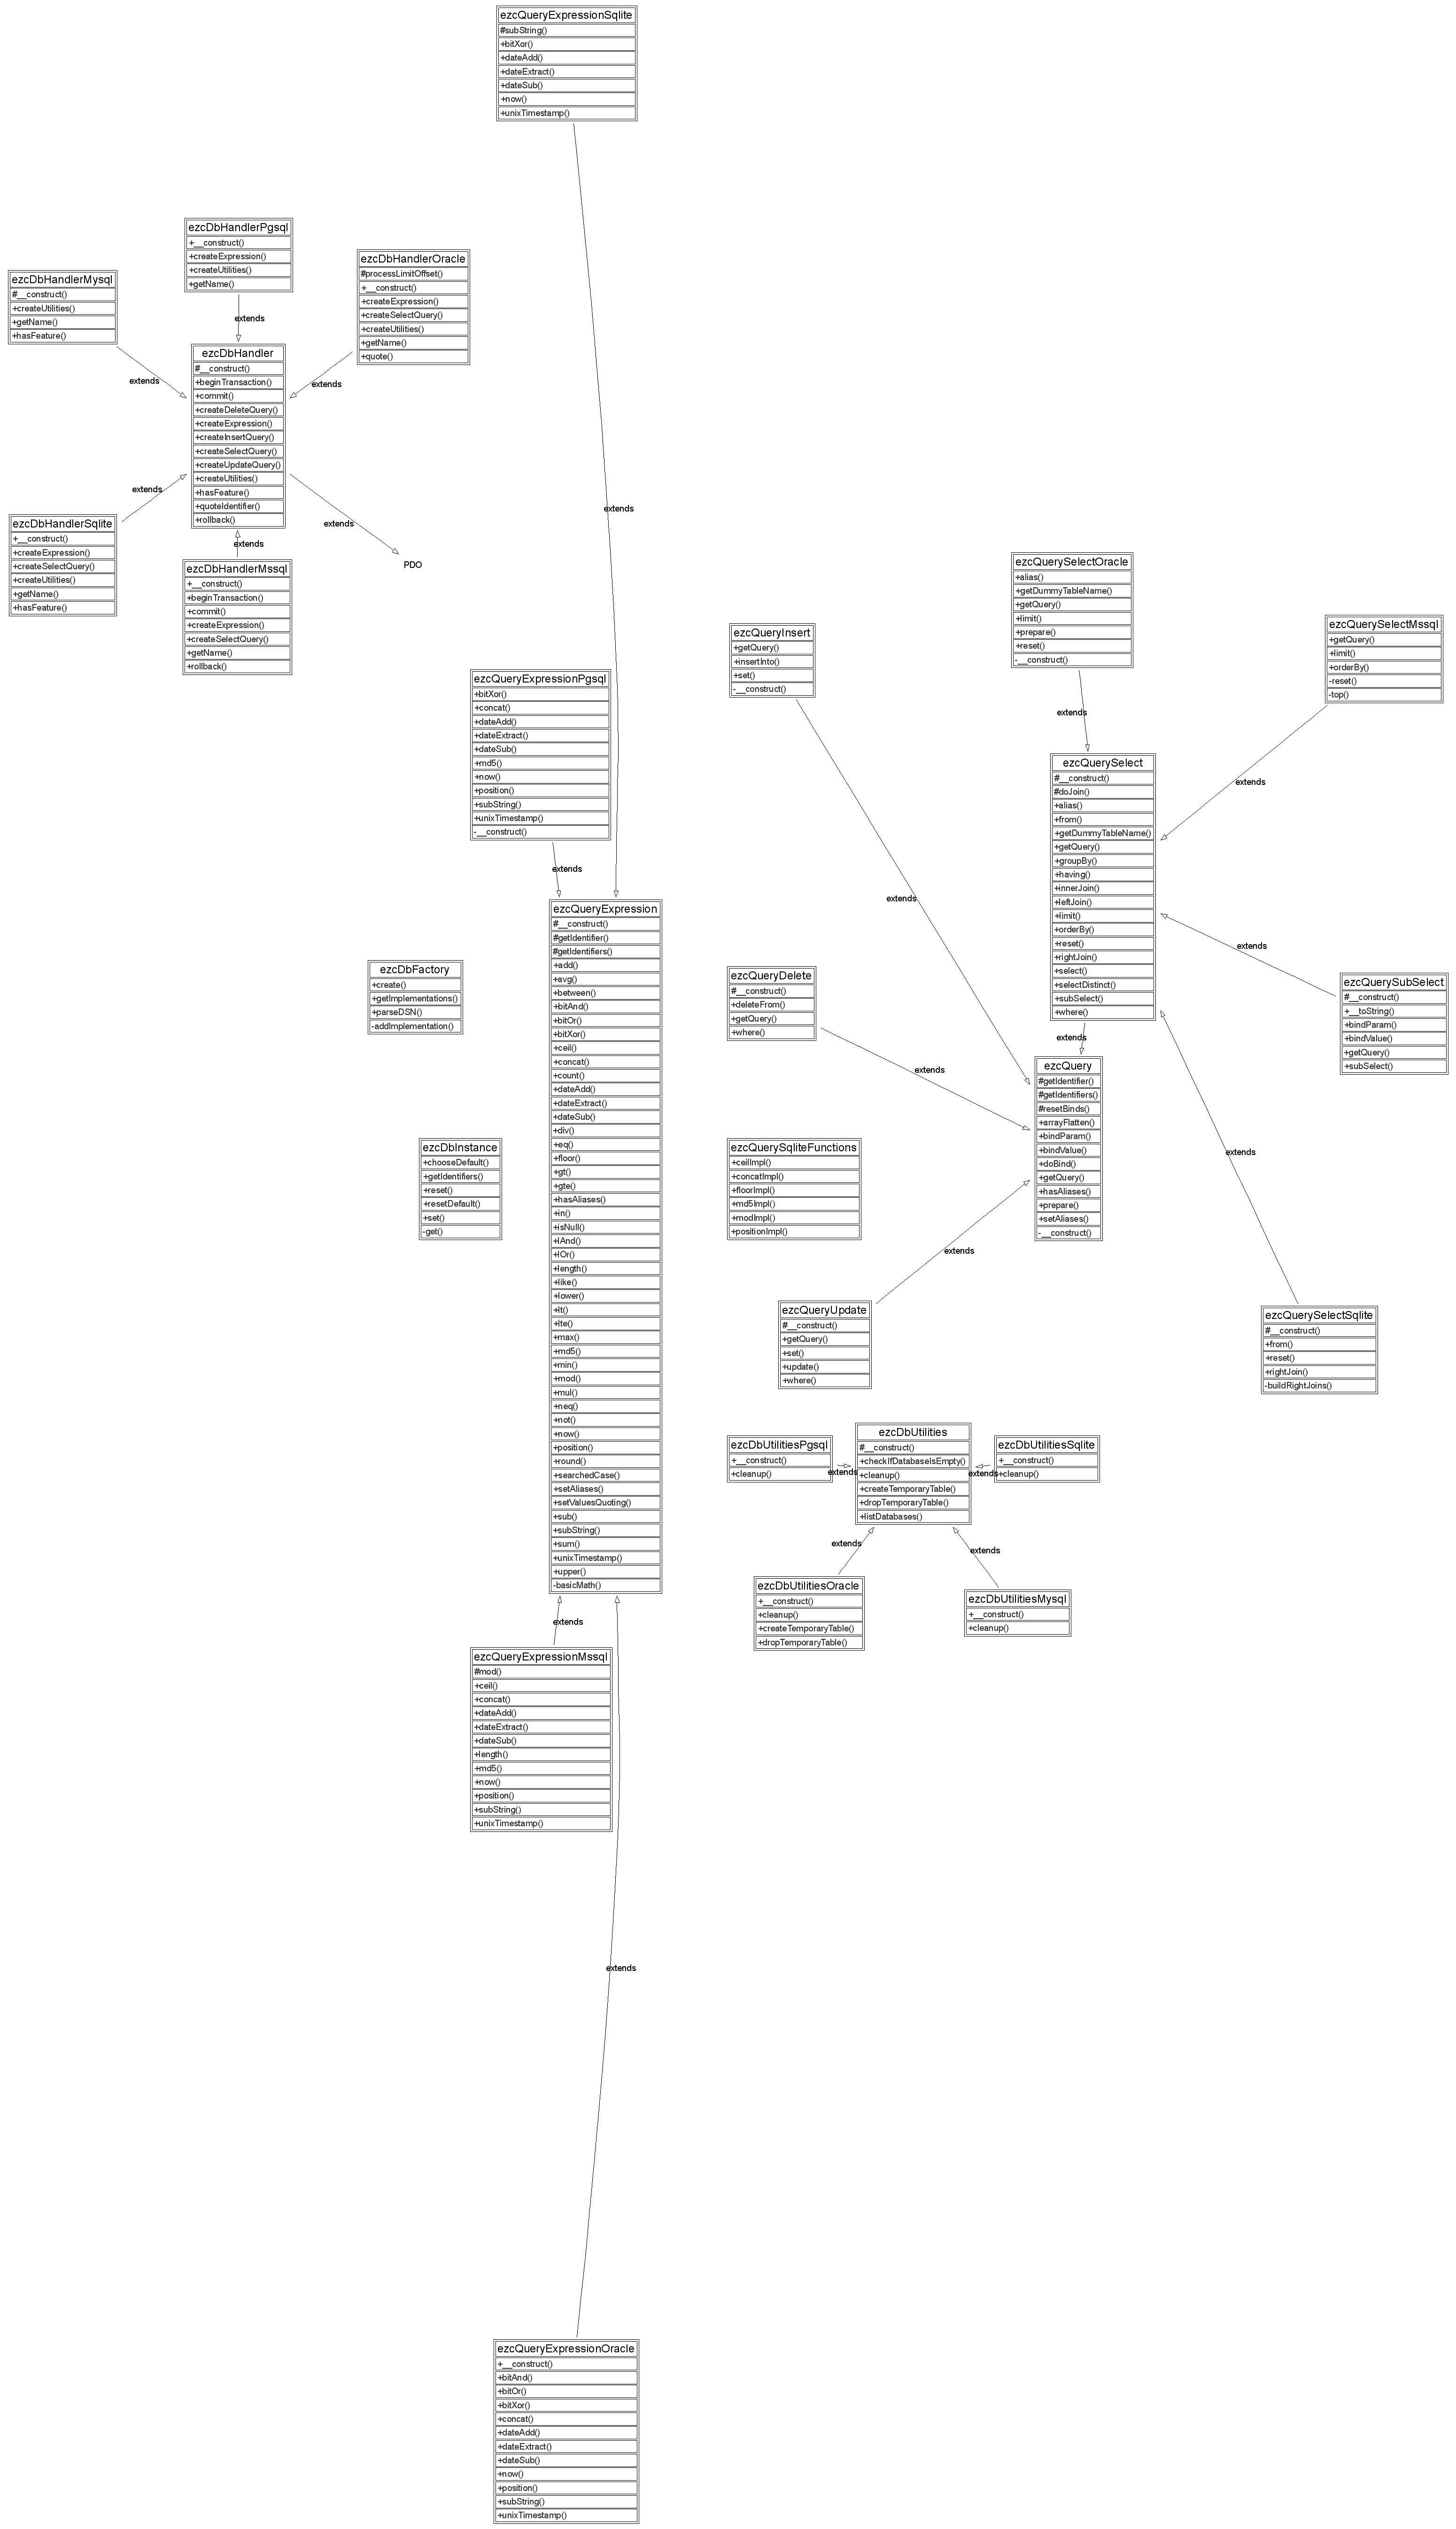 ezcQueryExpressionSqlite
#subString()
+bitXor()
+dateAdd()
+dateExtract()
+dateSub()
+now()
+unixTimestamp()
extends
ezcDbHandlerPgsql
+__construct()
+createExpression()
+createUtilities()
+getName()
extends
ezcDbHandlerOracle
#processLimitOffset()
+__construct()
+createExpression()
+createSelectQuery()
+createUtilities()
+getName()
+quote()
extends
ezcDbHandlerMysql
#__construct()
+createUtilities()
+getName()
+hasFeature()
extends
ezcDbHandler
#__construct()
+beginTransaction()
+commit()
+createDeleteQuery()
+createExpression()
+createInsertQuery()
+createSelectQuery()
+createUpdateQuery()
+createUtilities()
+hasFeature()
+quoteIdentifier()
+rollback()
extends
PDO
ezcDbHandlerSqlite
+__construct()
+createExpression()
+createSelectQuery()
+createUtilities()
+getName()
+hasFeature()
extends
extends
ezcDbHandlerMssql
+__construct()
+beginTransaction()
+commit()
+createExpression()
+createSelectQuery()
+getName()
+rollback()
ezcQueryExpressionPgsql
+bitXor()
+concat()
+dateAdd()
+dateExtract()
+dateSub()
+md5()
+now()
+position()
+subString()
+unixTimestamp()
-__construct()
extends
ezcQueryExpression
#__construct()
#getIdentifier()
#getIdentifiers()
+add()
+avg()
+between()
+bitAnd()
+bitOr()
+bitXor()
+ceil()
+concat()
+count()
+dateAdd()
+dateExtract()
+dateSub()
+div()
+eq()
+floor()
+gt()
+gte()
+hasAliases()
+in()
+isNull()
+lAnd()
+lOr()
+length()
+like()
+lower()
+lt()
+lte()
+max()
+md5()
+min()
+mod()
+mul()
+neq()
+not()
+now()
+position()
+round()
+searchedCase()
+setAliases()
+setValuesQuoting()
+sub()
+subString()
+sum()
+unixTimestamp()
+upper()
-basicMath()
ezcDbFactory
+create()
+getImplementations()
+parseDSN()
-addImplementation()
ezcDbInstance
+chooseDefault()
+getIdentifiers()
+reset()
+resetDefault()
+set()
-get()
extends
ezcQueryExpressionMssql
#mod()
+ceil()
+concat()
+dateAdd()
+dateExtract()
+dateSub()
+length()
+md5()
+now()
+position()
+subString()
+unixTimestamp()
extends
ezcQueryExpressionOracle
+__construct()
+bitAnd()
+bitOr()
+bitXor()
+concat()
+dateAdd()
+dateExtract()
+dateSub()
+now()
+position()
+subString()
+unixTimestamp()
ezcQueryInsert
+getQuery()
+insertInto()
+set()
-__construct()
extends
ezcQuerySelectOracle
+alias()
+getDummyTableName()
+getQuery()
+limit()
+prepare()
+reset()
-__construct()
extends
ezcQuerySelectMssql
+getQuery()
+limit()
+orderBy()
-reset()
-top()
extends
ezcQuerySelect
#__construct()
#doJoin()
+alias()
+from()
+getDummyTableName()
+getQuery()
+groupBy()
+having()
+innerJoin()
+leftJoin()
+limit()
+orderBy()
+reset()
+rightJoin()
+select()
+selectDistinct()
+subSelect()
+where()
extends
extends
ezcQuerySubSelect
#__construct()
+__toString()
+bindParam()
+bindValue()
+getQuery()
+subSelect()
ezcQueryDelete
#__construct()
+deleteFrom()
+getQuery()
+where()
extends
ezcQuery
#getIdentifier()
#getIdentifiers()
#resetBinds()
+arrayFlatten()
+bindParam()
+bindValue()
+doBind()
+getQuery()
+hasAliases()
+prepare()
+setAliases()
-__construct()
ezcQuerySqliteFunctions
+ceilImpl()
+concatImpl()
+floorImpl()
+md5Impl()
+modImpl()
+positionImpl()
extends
extends
ezcQueryUpdate
#__construct()
+getQuery()
+set()
+update()
+where()
ezcQuerySelectSqlite
#__construct()
+from()
+reset()
+rightJoin()
-buildRightJoins()
ezcDbUtilitiesPgsql
+__construct()
+cleanup()
extends
ezcDbUtilities
#__construct()
+checkIfDatabaseIsEmpty()
+cleanup()
+createTemporaryTable()
+dropTemporaryTable()
+listDatabases()
extends
ezcDbUtilitiesSqlite
+__construct()
+cleanup()
extends
extends
ezcDbUtilitiesOracle
+__construct()
+cleanup()
+createTemporaryTable()
+dropTemporaryTable()
ezcDbUtilitiesMysql
+__construct()
+cleanup()